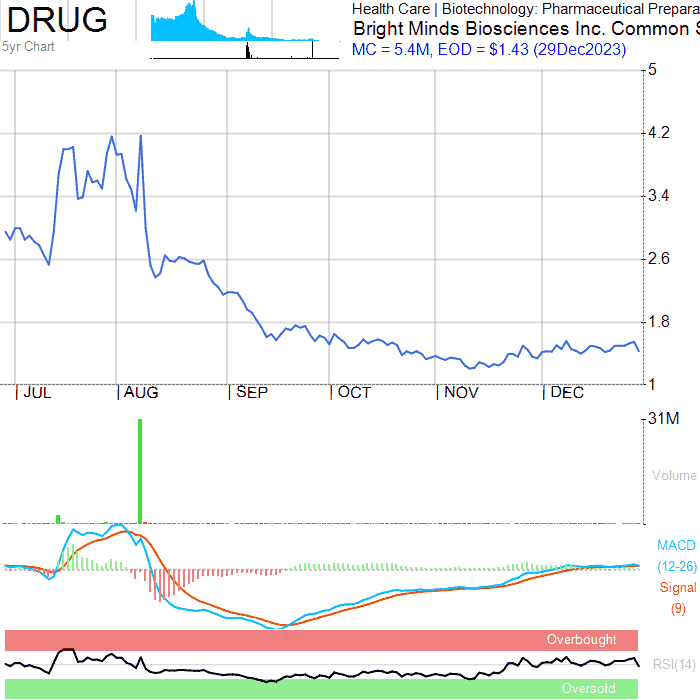 DRUG
5yr Chart
Health Care | Biotechnology: Pharmaceutical Prepara
Bright Minds Biosciences Inc. Common S
MC = 5.4M, EOD = $1.43 (29Dec2023)
5
4.2
3.4
2.6
1.8
1
JUL AUG SEP OCT NOV DEC
31M
Volume
MACD
(12-26)
Signal
(9)
Overbought
RSI(14)
Oversold